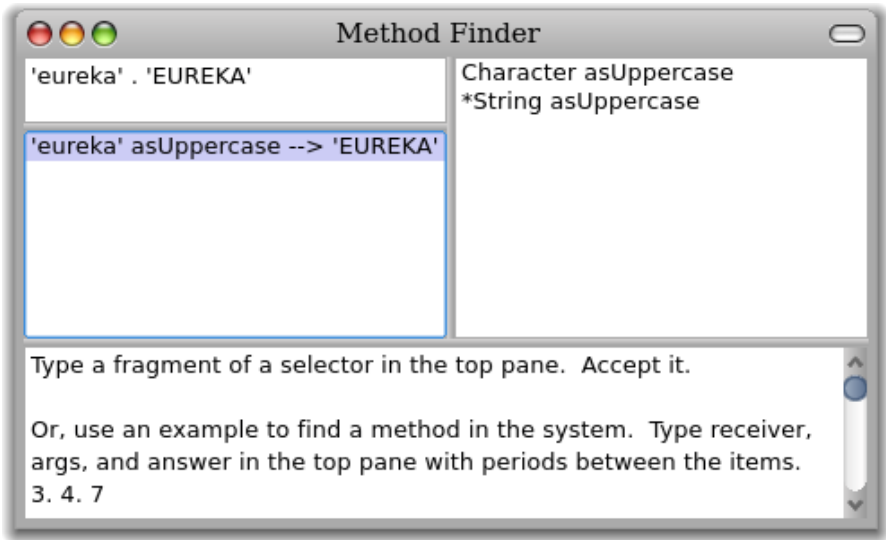 Method Finder
'eureka' . 'EUREKA'
'eureka' asUppercase --> 'EUREKA'
Character asUppercase
*String asUppercase
Type a fragment of a selector in the top pane.  Accept it.
Or, use an example to find a method in the system.  Type receiver,
args, and answer in the top pane with periods between the items.
3. 4. 7